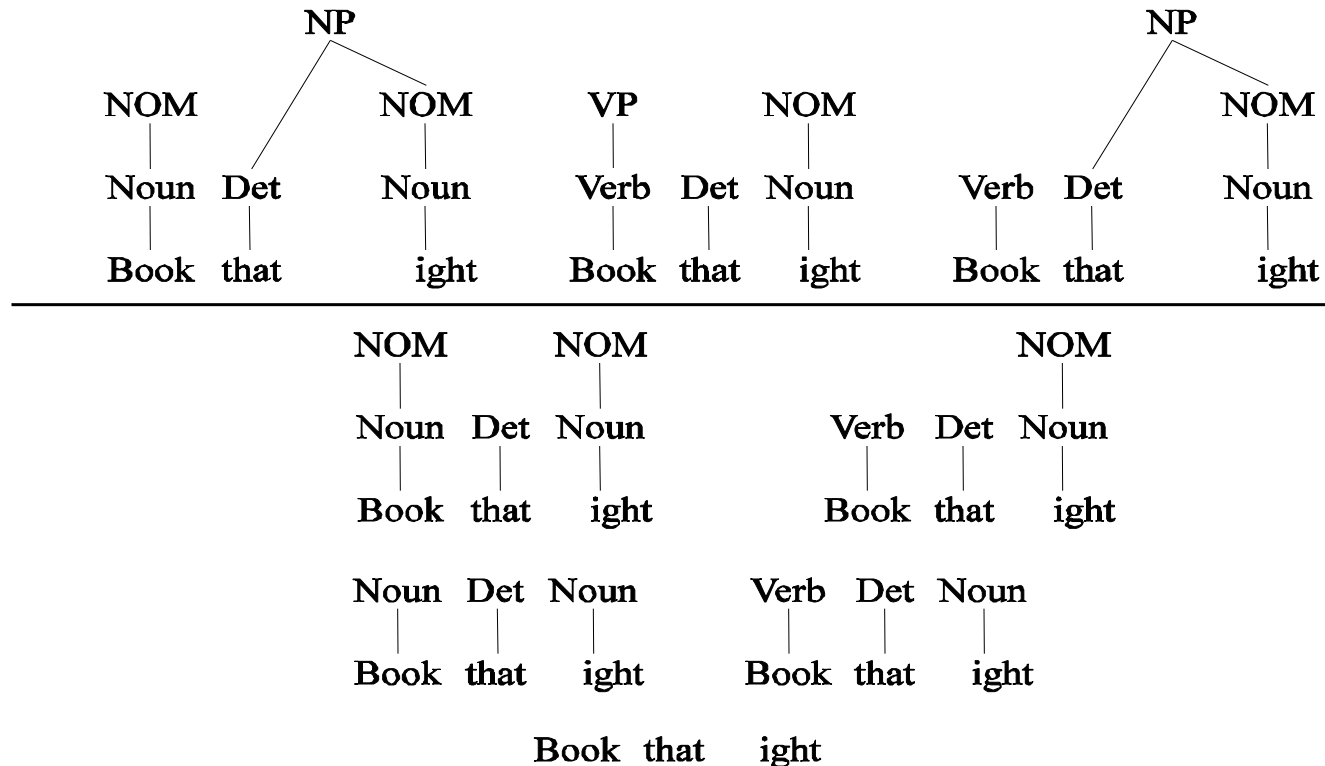 NP NP
NOM NOM VP NOM NOM
Noun Det Noun Verb Det Noun Verb Det Noun
Book that ight Book that ight Book that ight
NOM NOM NOM
Noun Det Noun Verb Det Noun
Book that ight Book that ight
Noun Det Noun Verb Det Noun
Book that ight Book that ight
Book that ight